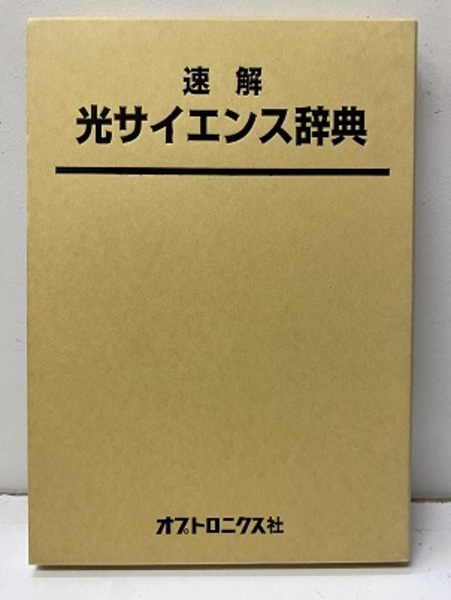 速解
光サイエンス辞典
オプトロニクス社